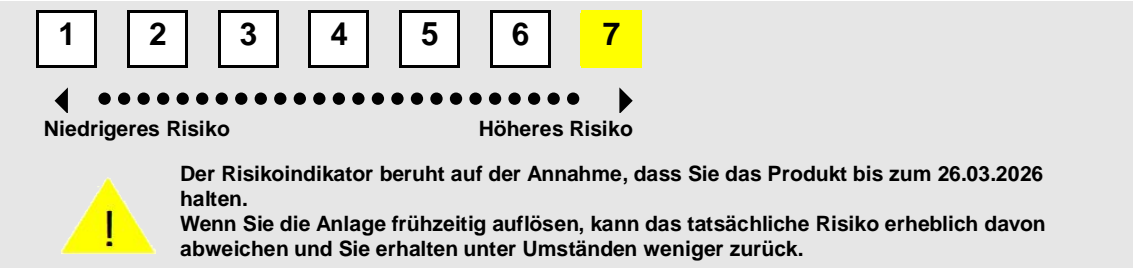 1 2 3 4 5 6 7
Niedrigeres Risiko Höheres Risiko
Der Risikoindikator beruht auf der Annahme, dass Sie das Produkt bis zum 26.03.2026
halten.
Wenn Sie die Anlage frühzeitig auflösen, kann das tatsächliche Risiko erheblich davon
abweichen und Sie erhalten unter Umständen weniger zurück.
!